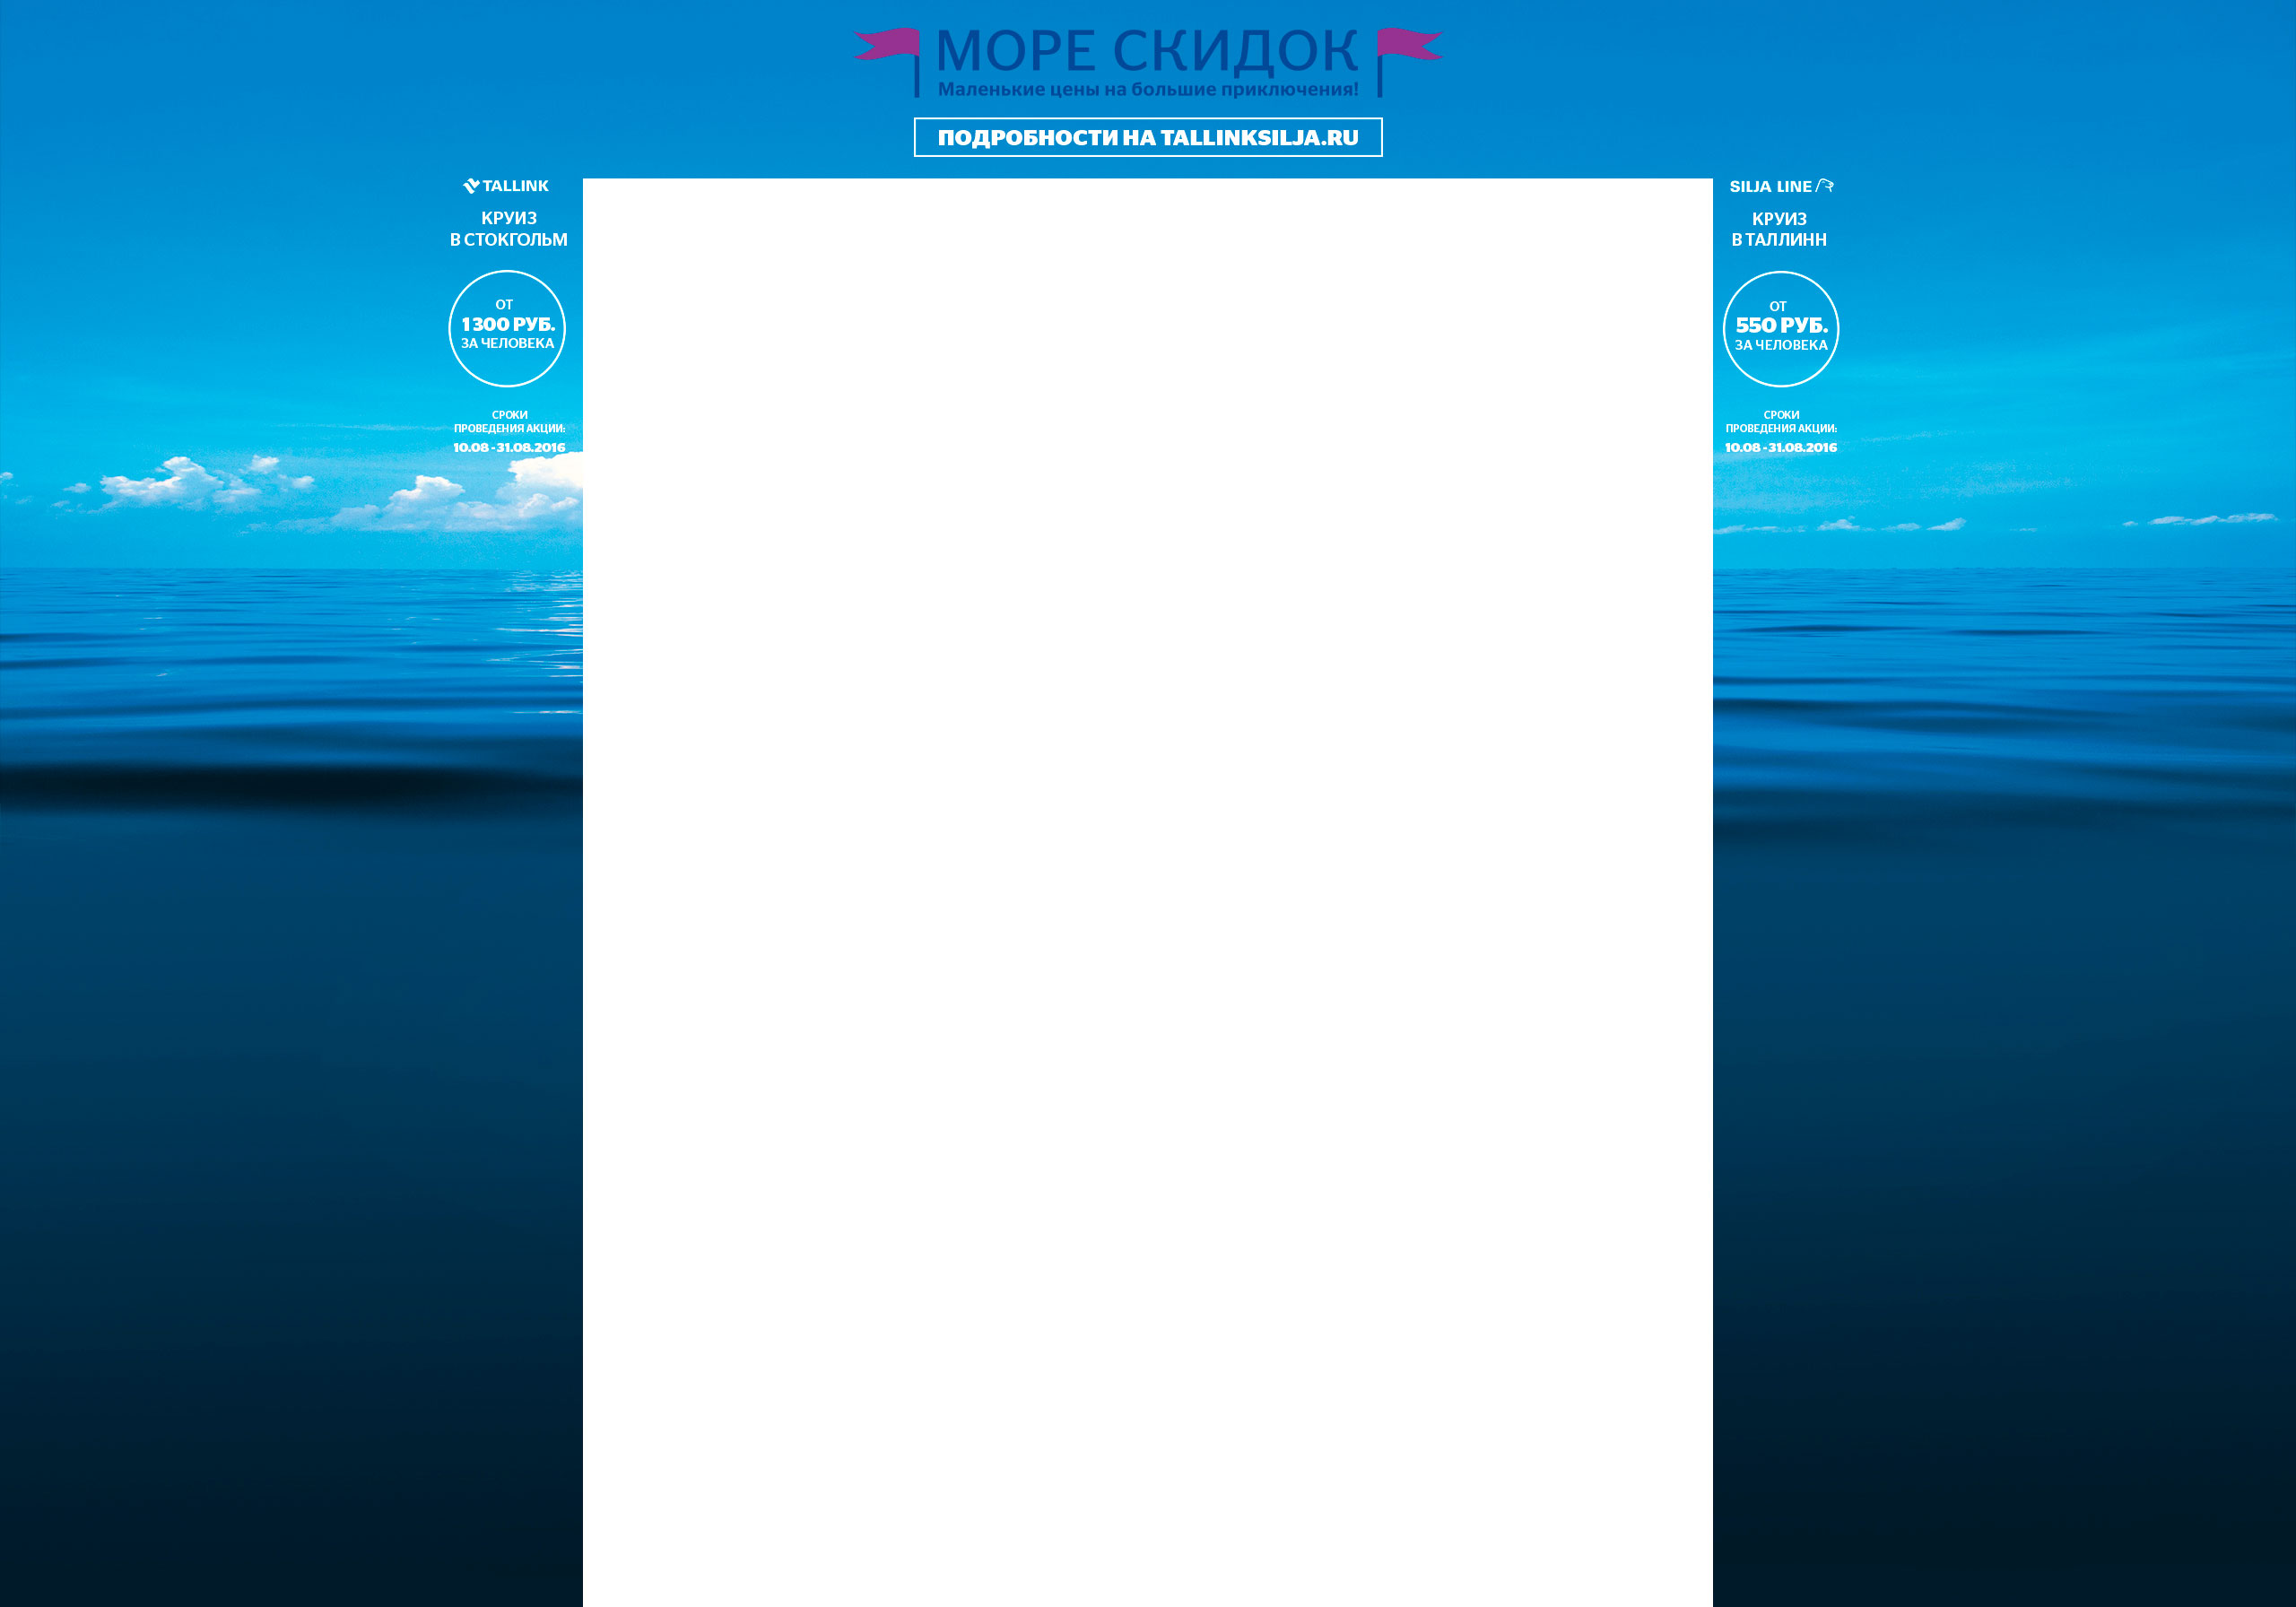 МОРЕ СКИДОК
Маленькие цены на большие приключения!
ПОДРОБНОСТИ НА TALLINKSILJA.RU
TALLINK
КРУИЗ
В СТОКГОЛЬМ
ОТ
1300 РУБ.
ЗА ЧЕЛОВЕКА
СРОКИ
ПРОВЕДЕНИЯ АКЦИИ:
10.08 - 31.08.2016
SILJA LINE
КРУИЗ
В ТАЛЛИНН
ОТ
550 РУБ.
ЗА ЧЕЛОВЕКА
СРОКИ
ПРОВЕДЕНИЯ АКЦИИ:
10.08 - 31.08.2016